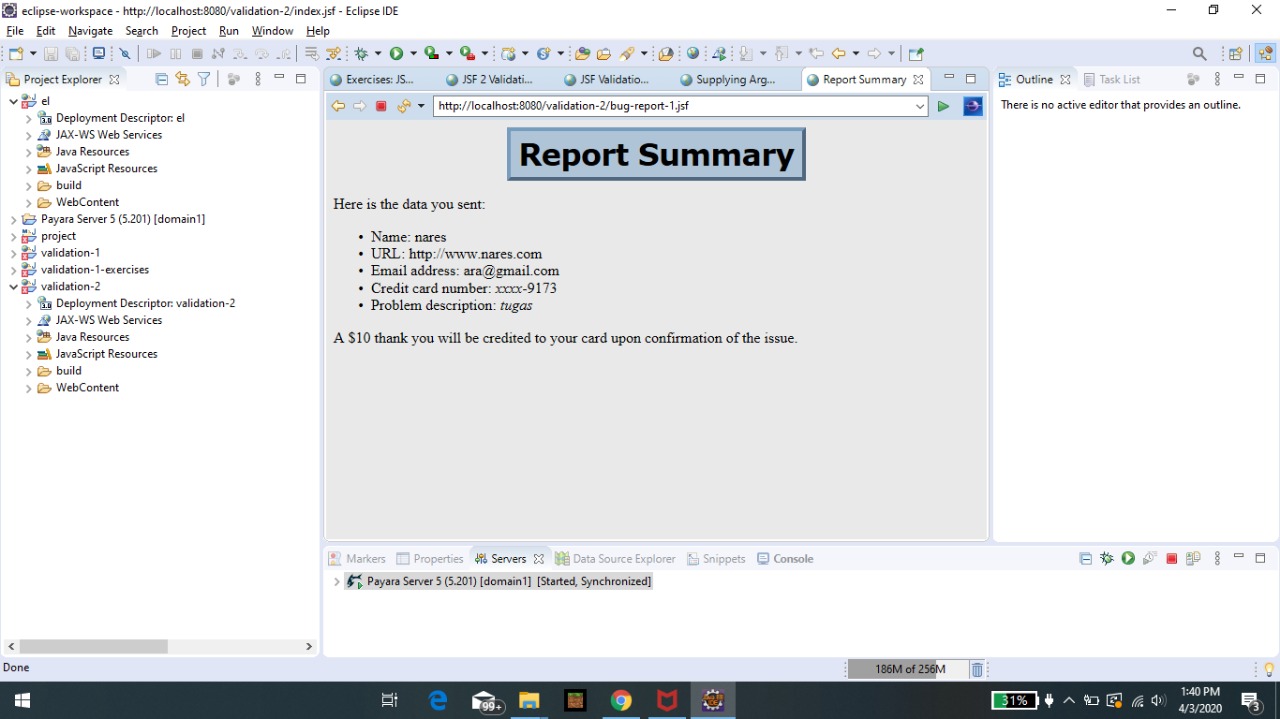 eclipse-workspace - http://localhost:8080/validation-2/index.jsf - Eclipse IDE
File Edit Navigate Search Project Run Window Help
Project Explorer
el
Deployment Descriptor: el
JAX-WS Web Services
Java Resources
JavaScript Resources
build
WebContent
Payara Server 5 (5.201) [domain1]
project
validation-1
validation-1-exercises
validation-2
Deployment Descriptor: validation-2
JAX-WS Web Services
Java Resources
JavaScript Resources
build
WebContent
Exercises: JS... JSF 2 Validati... JSF Validatio... Supplying Arg... Report Summary
http://localhost:8080/validation-2/bug-report-1.jsf
Report Summary
Here is the data you sent:
• Name: nares
• URL: http://www.nares.com
• Email address: ara@gmail.com
• Credit card number: xxxx-9173
• Problem description: tugas
A $10 thank you will be credited to your card upon confirmation of the issue.
Outline Task List
There is no active editor that provides an outline.
Markers Properties Servers Data Source Explorer Snippets Console
Payara Server 5 (5.201) [domain1] [Started, Synchronized]
Done
186M of 256M
99+
31%
1:40 PM
4/3/2020
3